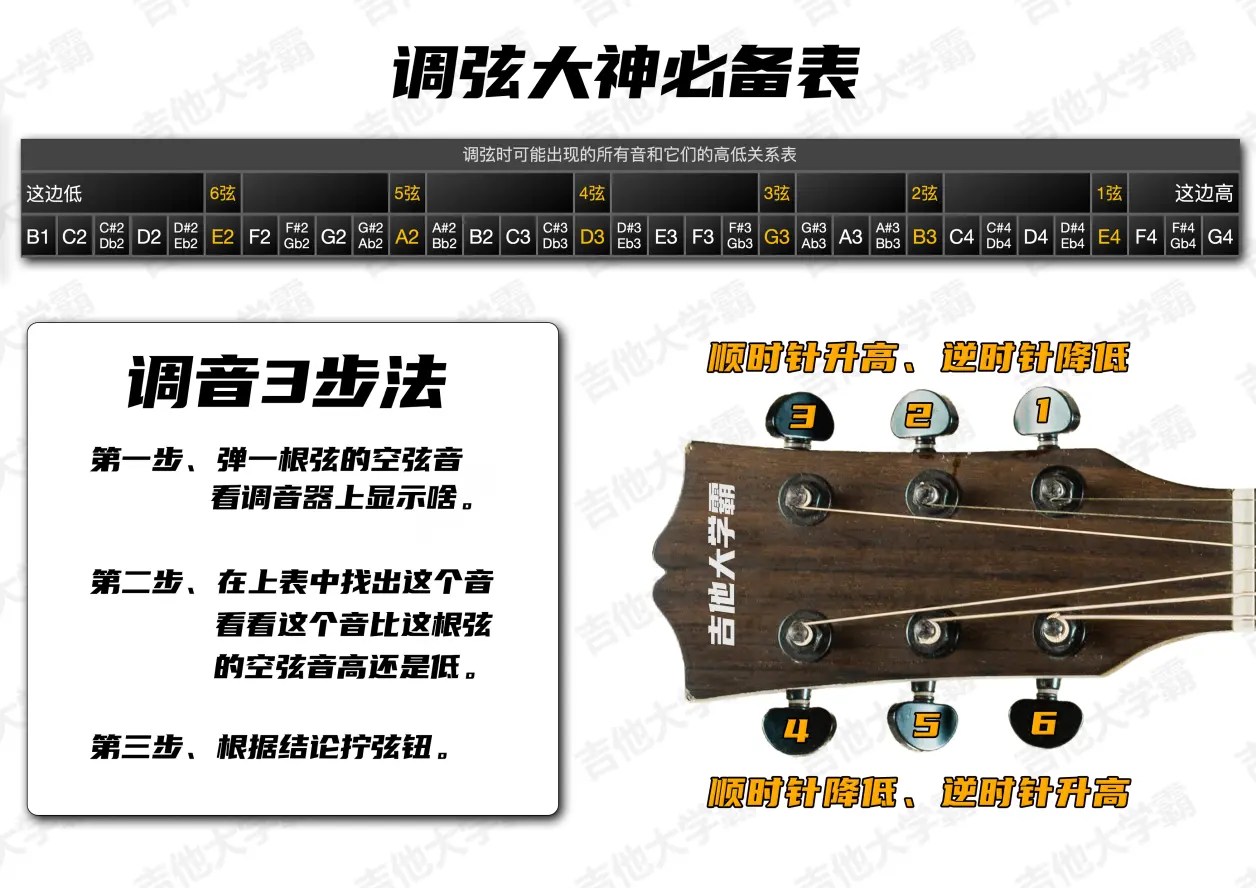 调弦大神必备表
调弦时可能出现的所有音和它们的高低关系表
这边低 6弦 5弦 4弦 3弦 2弦 1弦 这边高
B1 C2 C#2 Db2 D2 D#2 Eb2 E2 F2 F#2 Gb2 G2 G#2 Ab2 A2 A#2 Bb2 B2 C3 C#3 Db3 D3 D#3 Eb3 E3 F3 F#3 Gb3 G3 G#3 Ab3 A3 A#3 Bb3 B3 C4 C#4 Db4 D4 D#4 Eb4 E4 F4 F#4 Gb4 G4
调音3步法
第一步、弹一根弦的空弦音
看调音器上显示啥。
第二步、在上表中找出这个音
看看这个音比这根弦
的空弦音高还是低。
第三步、根据结论拧弦钮。
顺时针升高、逆时针降低
3 2 1
吉他大学霸
4 5 6
顺时针降低、逆时针升高
吉他大学霸